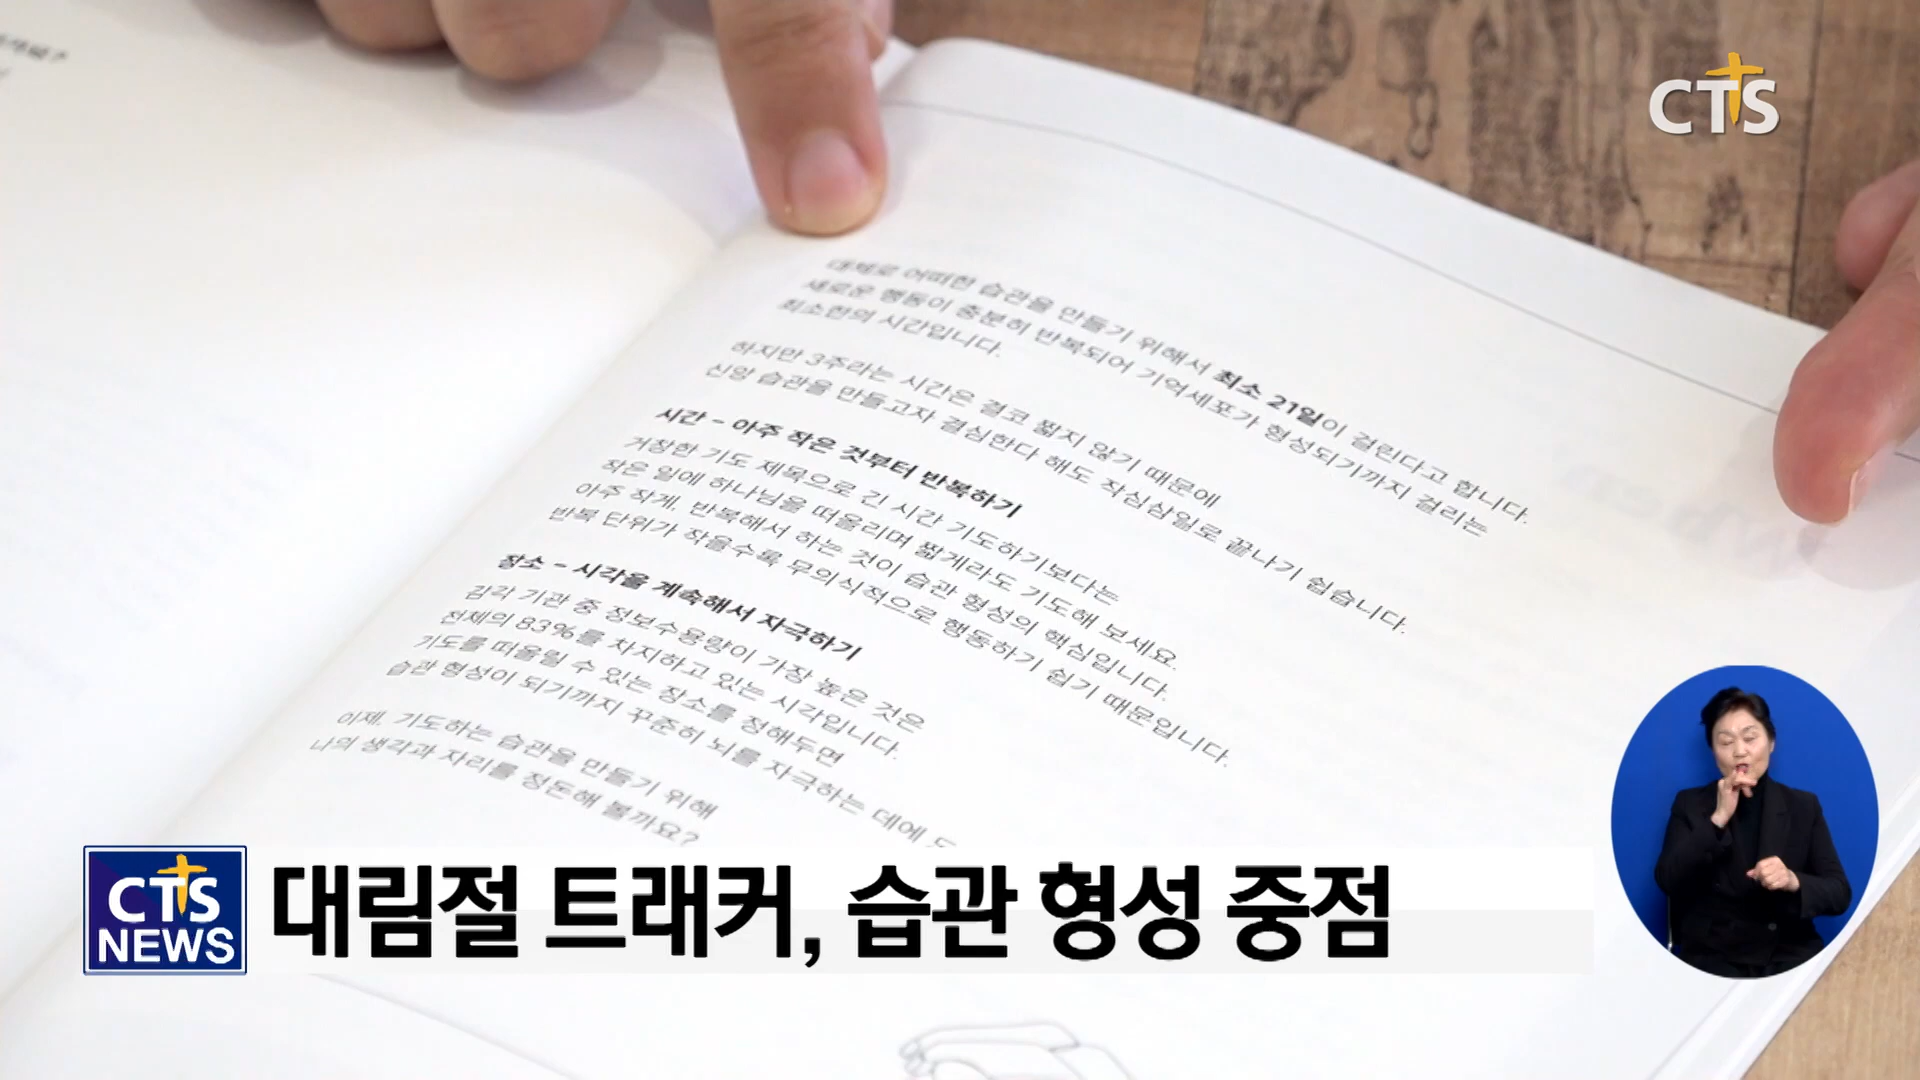 CTS
대체로 어떠한 습관을 만들기 위해서 최소 21일이 걸린다고 합니다.
새로운 행동이 충분히 반복되어 기억세포가 형성되기까지 걸리는
최소한의 시간입니다.
하지만 3주라는 시간은 결코 짧지 않기 때문에
신앙 습관을 만들고자 결심한다 해도 작심삼일로 끝나기 쉽습니다.
시간 - 아주 작은 것부터 반복하기
거창한 기도 제목으로 긴 시간 기도하기보다는
작은 일에 하나님을 떠올리며 짧게라도 기도해 보세요.
아주 작게, 반복해서 하는 것이 습관 형성의 핵심입니다.
반복 단위가 작을수록 무의식적으로 행동하기 쉽기 때문입니다.
장소 - 시각을 계속해서 자극하기
감각 기관 중 정보수용량이 가장 높은 것은
전체의 83%를 차지하고 있는 시각입니다.
기도를 떠올릴 수 있는 장소를 정해두면
습관 형성이 되기까지 꾸준히 뇌를 자극하는 데에
이제, 기도하는 습관을 만들기 위해
나의 생각과 자리를 정돈해 볼까요?
CTS
NEWS
대림절 트래커, 습관 형성 중점